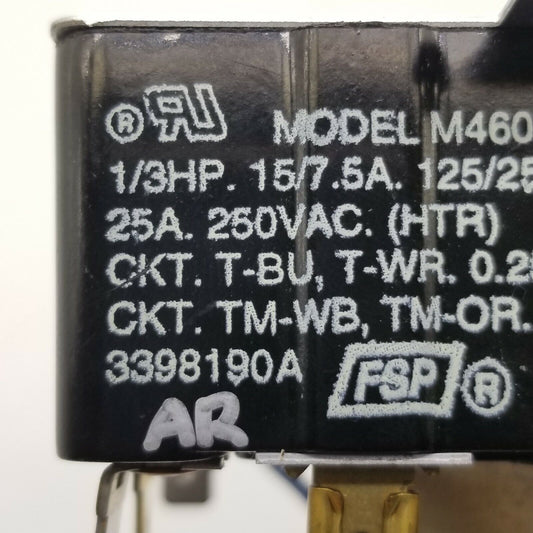 ® RU MODEL M460
1/3HP. 15/7.5A. 125/25
25A. 250VAC. (HTR)
CKT. T-BU, T-WR. 0.2
CKT. TM-WB, TM-OR.
3398190A FSP ®
AR